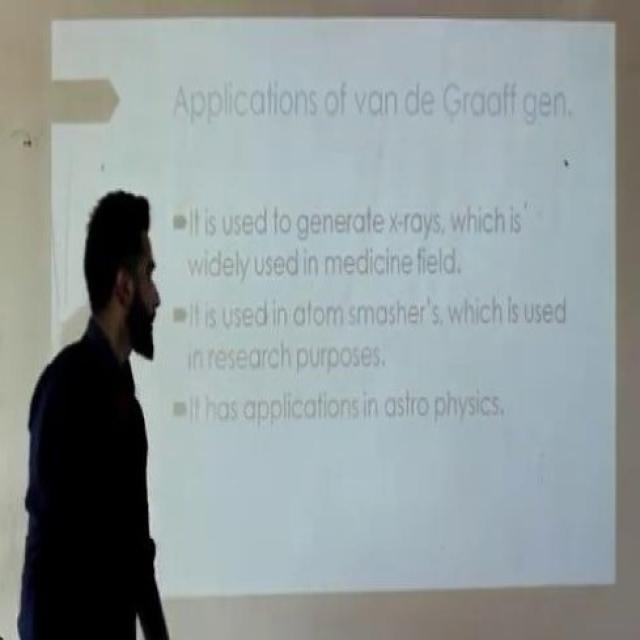 Applications of van de Graaff gen.
It is used to generate x-rays, which is
widely used in medicine field.
It is used in atom smasher's, which is used
in research purposes.
It has applications in astro physics.